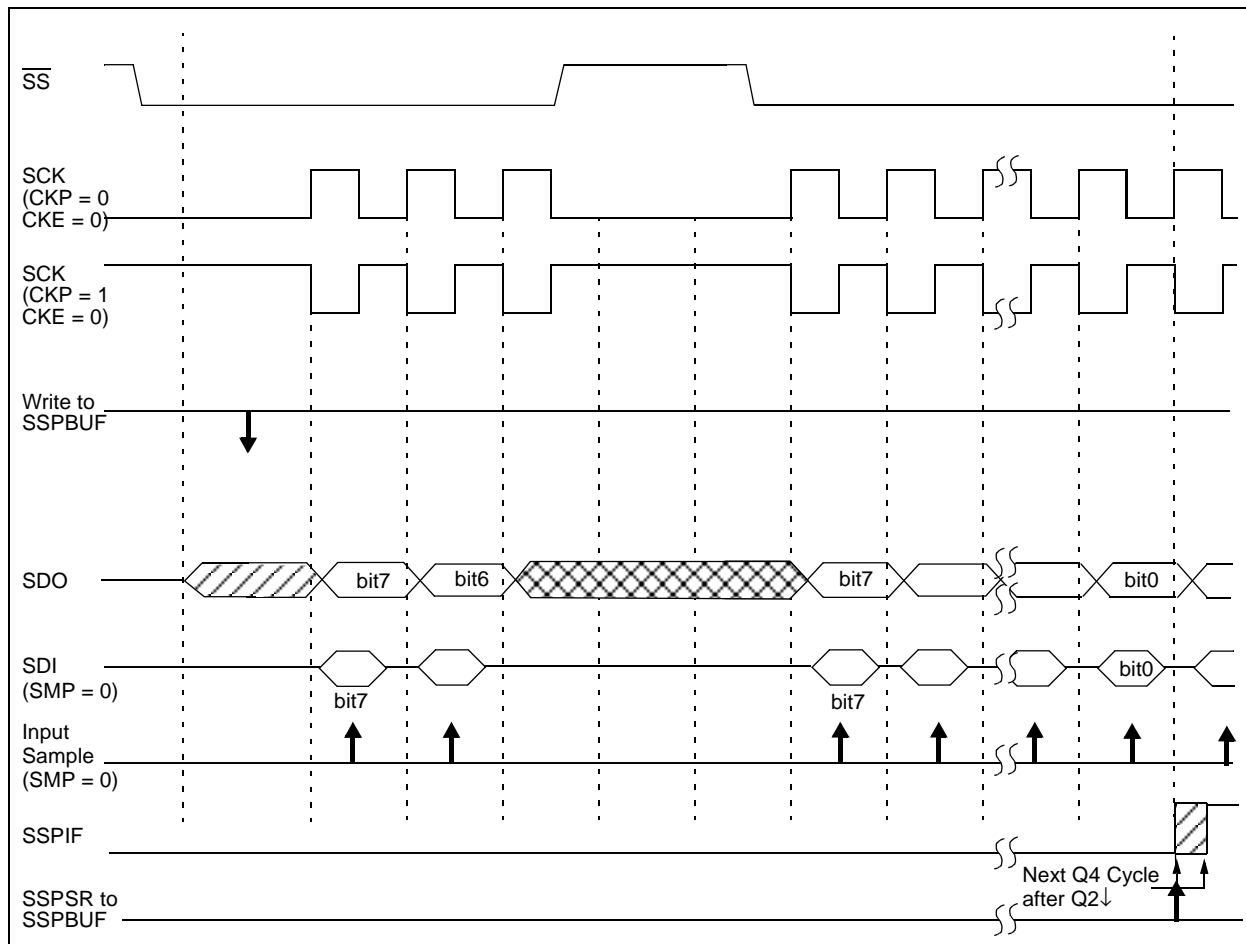 SS
SCK
(CKP = 0
CKE = 0)
SCK
(CKP = 1
CKE = 0)
Write to
SSPBUF
SDO
bit7
bit6
bit7
bit0
SDI
(SMP = 0)
bit7
bit7
bit0
Input
Sample
(SMP = 0)
SSPIF
Next Q4 Cycle
after Q2↓
SSPSR to
SSPBUF